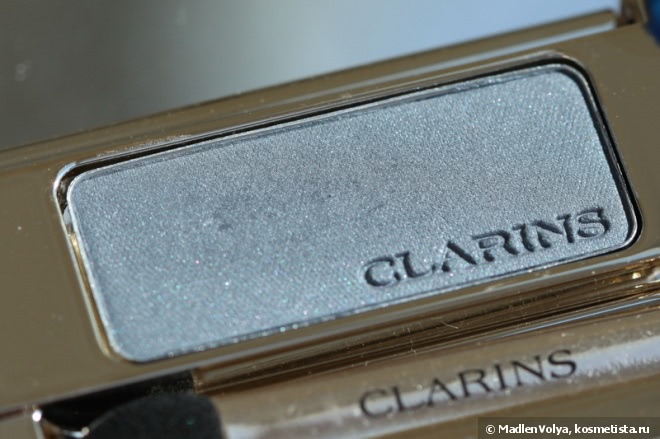 CLARINS
CLARINS
© MadlenVolya, kosmetista.ru